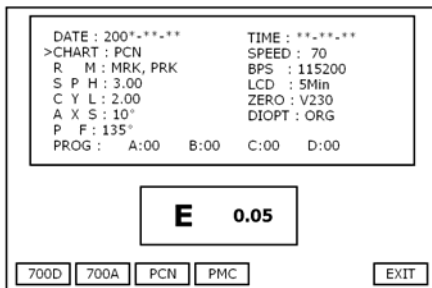 DATE : 200*-**-** TIME : **-**-**
>CHART : PCN SPEED : 70
R M : MRK, PRK BPS : 115200
S P H : 3.00 LCD : 5Min
C Y L : 2.00 ZERO : V230
A X S : 10° DIOPT : ORG
P F : 135°
PROG : A:00 B:00 C:00 D:00
E 0.05
700D 700A PCN PMC EXIT